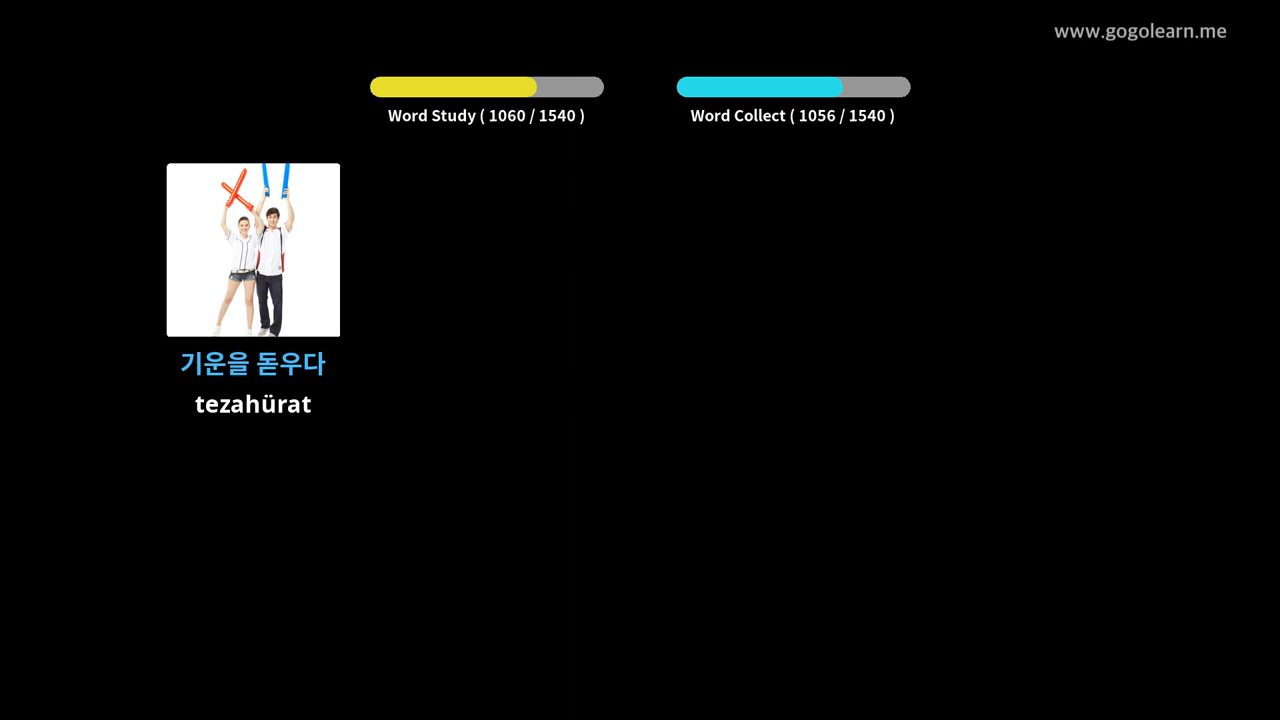 www.gogolearn.me
Word Study ( 1060 / 1540 )
Word Collect ( 1056 / 1540 )
기운을 돋우다
tezahürat